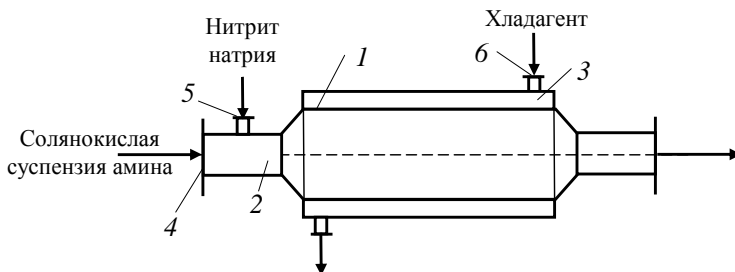 Хладагент
Нитрит
натрия
1
6
3
5
Солянокислая
суспензия амина
2
4